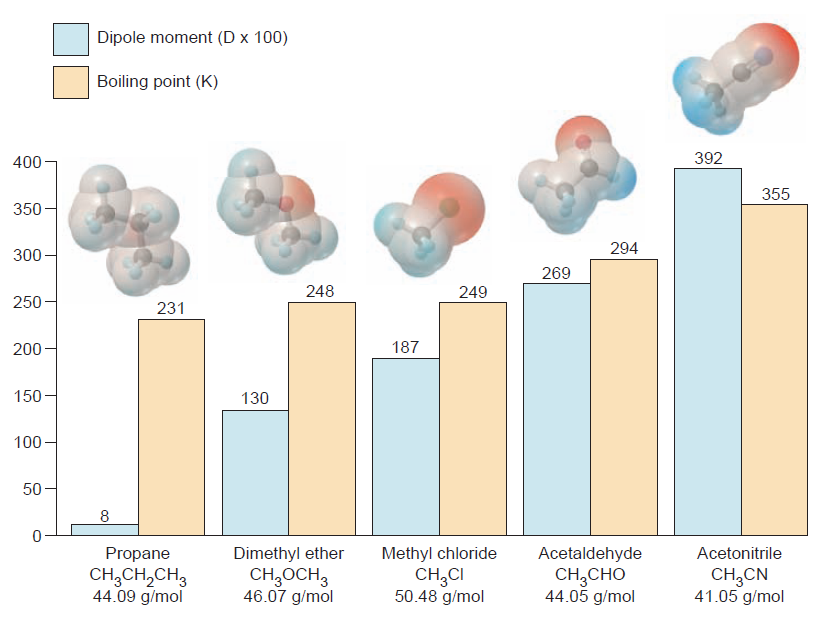 Dipole moment (D x 100)
Boiling point (K)
392
355
400
350
300
250
200
150
100
50
0
294
269
231
248
249
187
130
8
Propane
CH₃CH₂CH₃
44.09 g/mol
Dimethyl ether
CH₃OCH₃
46.07 g/mol
Methyl chloride
CH₃Cl
50.48 g/mol
Acetaldehyde
CH₃CHO
44.05 g/mol
Acetonitrile
CH₃CN
41.05 g/mol